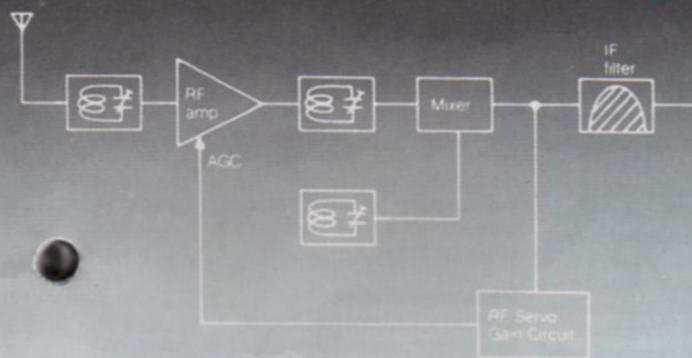 IF
filter
RF
amp
Mixer
AGC
RF Servo
Gain Circuit